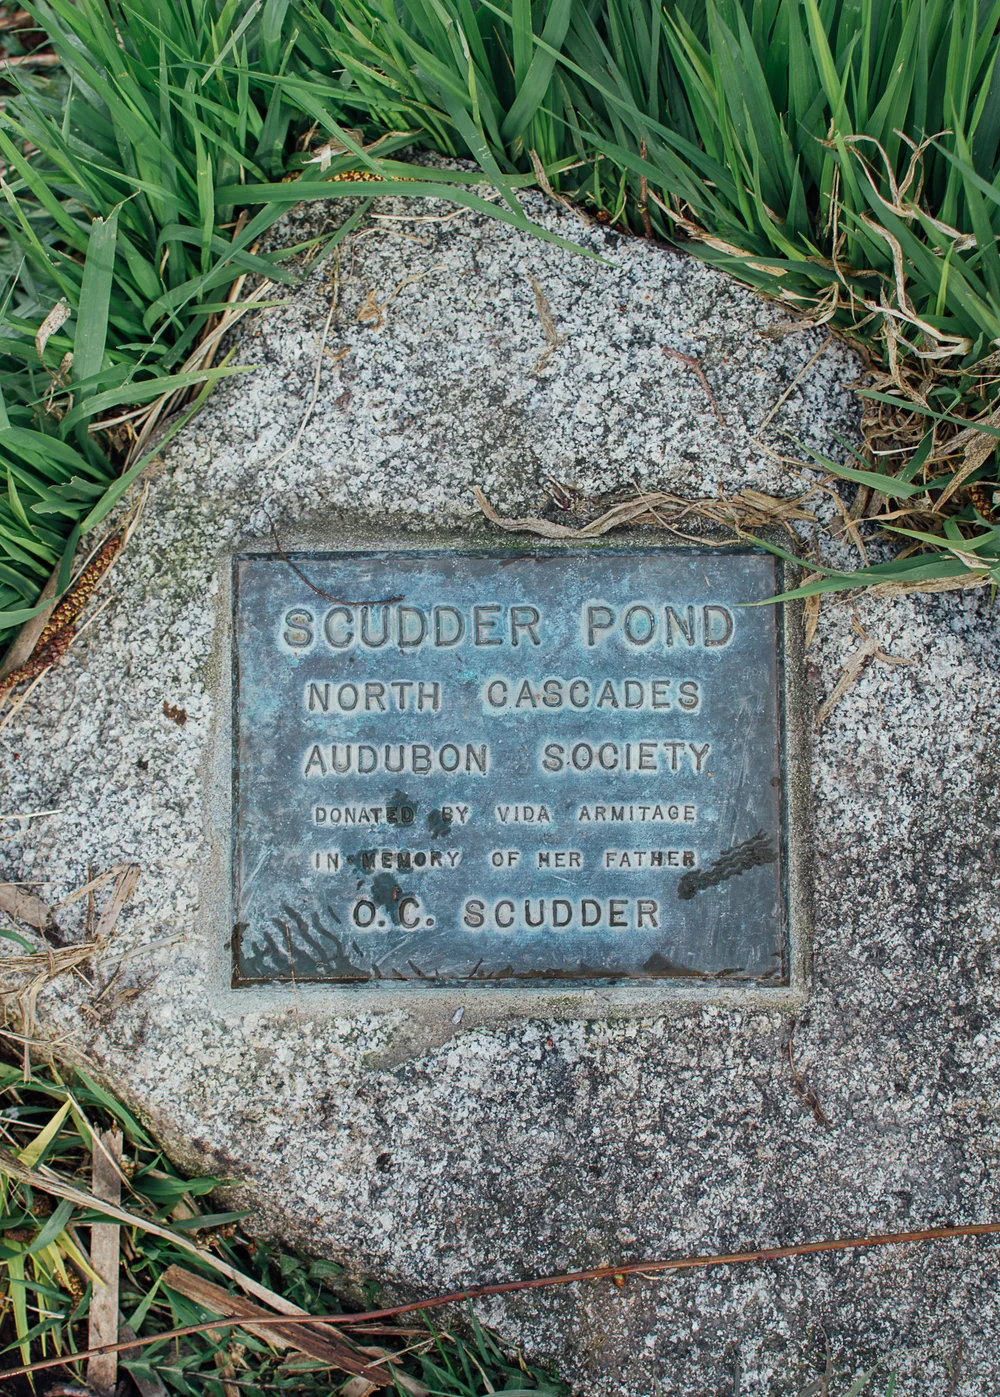 SCUDDER POND
NORTH CASCADES
AUDUBON SOCIETY
DONATED BY VIDA ARMITAGE
IN MEMORY OF HER FATHER
O.C. SCUDDER